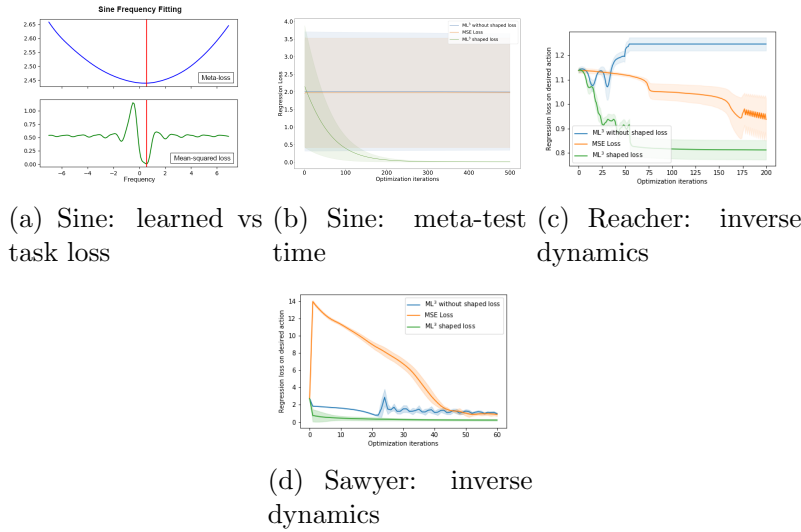 Sine Frequency Fitting
2.65
2.60
2.55
2.50
2.45
Meta-loss
1.00
0.75
0.50
0.25
0.00
Mean-squared loss
−6 −4 −2 0 2 4 6
Frequency
(a) Sine: learned vs task loss
Regression Loss
4.0
3.5
3.0
2.5
2.0
1.5
1.0
0.5
0.0
ML³ without shaped loss
MSE Loss
ML³ shaped loss
0 100 200 300 400 500
Optimization iterations
(b) Sine: meta-test time
Regression loss on desired action
1.2
1.1
1.0
0.9
0.8
ML³ without shaped loss
MSE Loss
ML³ shaped loss
0 25 50 75 100 125 150 175 200
Optimization iterations
(c) Reacher: inverse dynamics
Regression loss on desired action
14
12
10
8
6
4
2
0
ML³ without shaped loss
MSE Loss
ML³ shaped loss
0 10 20 30 40 50 60
Optimization iterations
(d) Sawyer: inverse dynamics